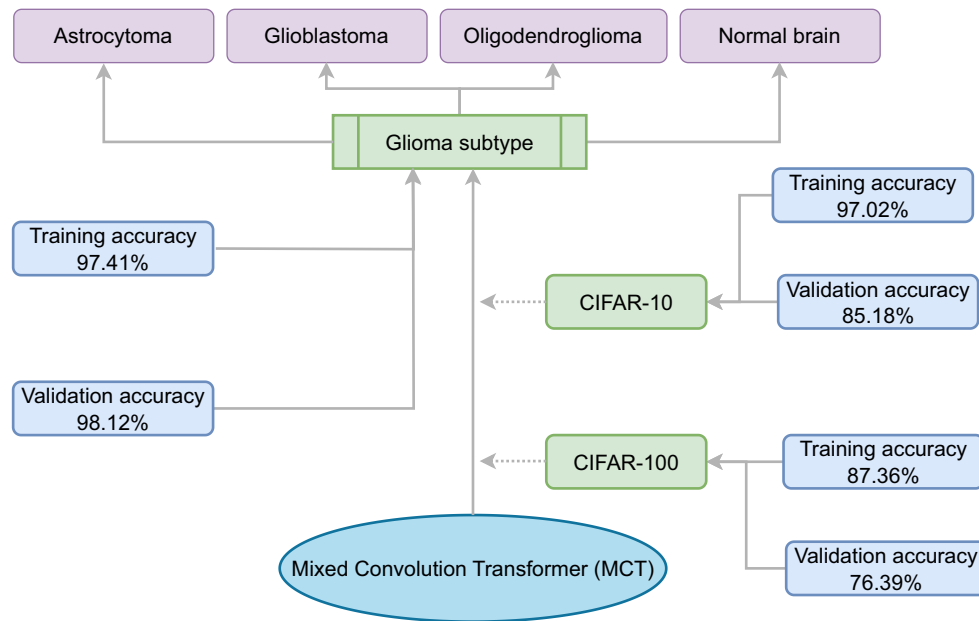 Astrocytoma
Glioblastoma
Oligodendroglioma
Normal brain
Glioma subtype
Training accuracy
97.02%
Training accuracy
97.41%
CIFAR-10
Validation accuracy
85.18%
Validation accuracy
98.12%
CIFAR-100
Training accuracy
87.36%
Mixed Convolution Transformer (MCT)
Validation accuracy
76.39%